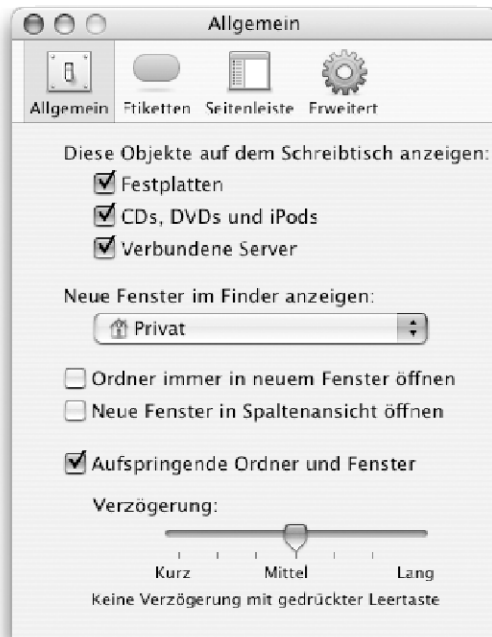 Allgemein
Allgemein Etiketten Seitenleiste Erweitert
Diese Objekte auf dem Schreibtisch anzeigen:
Festplatten
CDs, DVDs und iPods
Verbundene Server
Neue Fenster im Finder anzeigen:
Privat
Ordner immer in neuem Fenster öffnen
Neue Fenster in Spaltenansicht öffnen
Aufspringende Ordner und Fenster
Verzögerung:
Kurz Mittel Lang
Keine Verzögerung mit gedrückter Leertaste